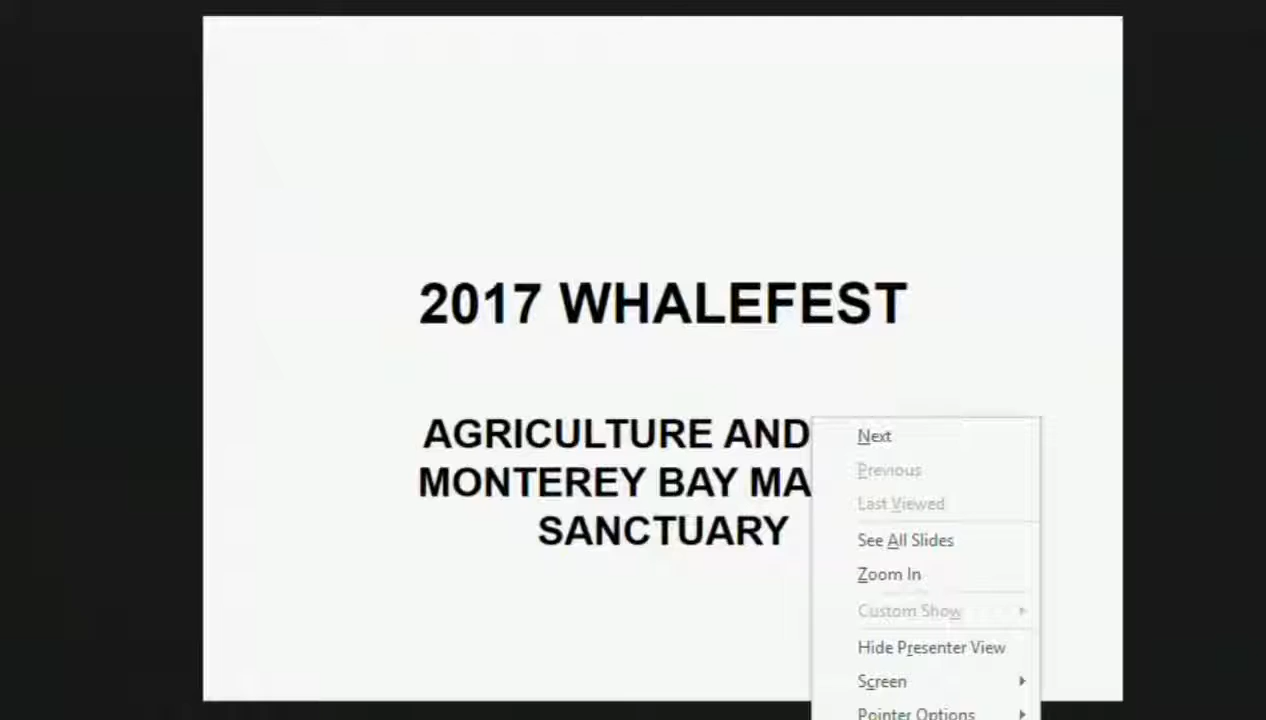 2017 WHALEFEST
AGRICULTURE AND
MONTEREY BAY MA
SANCTUARY
Next
Previous
Last Viewed
See All Slides
Zoom In
Custom Show
Hide Presenter View
Screen
Pointer Options